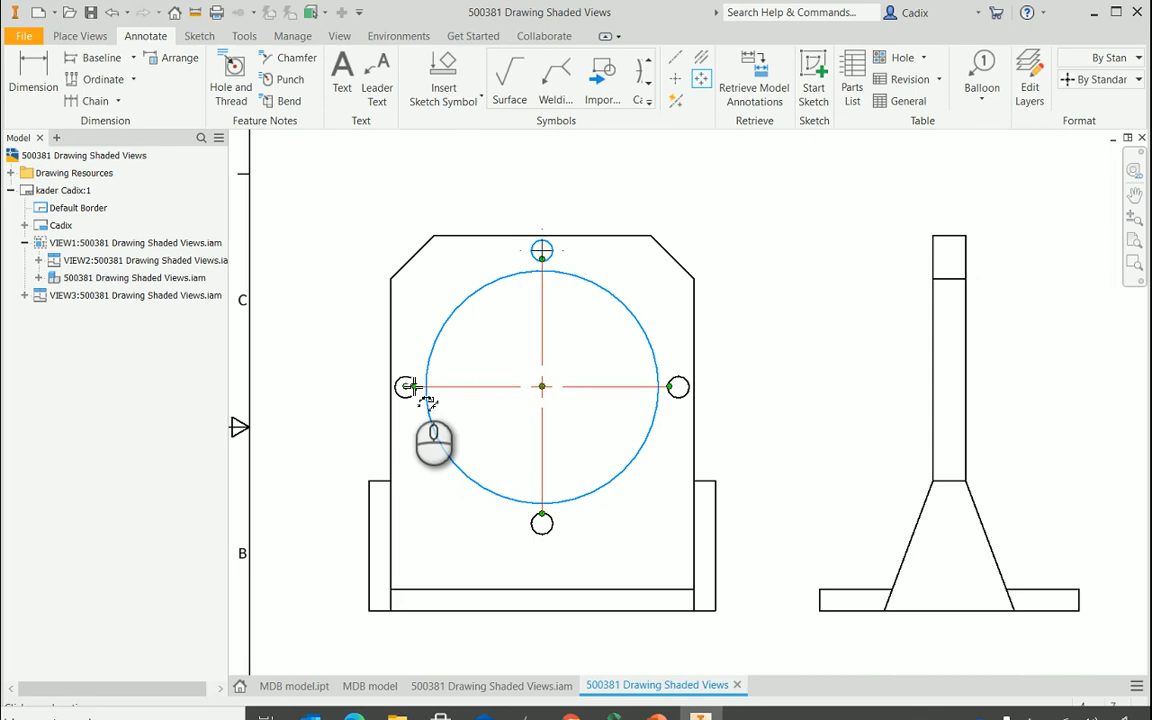 500381 Drawing Shaded Views
Search Help & Commands...
Cadix
File
Place Views
Annotate
Sketch
Tools
Manage
View
Environments
Get Started
Collaborate
Dimension
Baseline
Ordinate
Chain
Arrange
Dimension
Hole and
Thread
Chamfer
Punch
Bend
Feature Notes
Text
Leader
Text
Text
Insert
Sketch Symbol
Surface
Weldi...
Impor...
Symbols
Retrieve Model
Annotations
Retrieve
Start
Sketch
Sketch
Parts
List
Hole
Revision
General
Table
Balloon
Edit
Layers
By Stan
By Standar
Format
Model
500381 Drawing Shaded Views
Drawing Resources
kader Cadix:1
Default Border
Cadix
VIEW1:500381 Drawing Shaded Views.iam
VIEW2:500381 Drawing Shaded Views.ia
500381 Drawing Shaded Views.iam
VIEW3:500381 Drawing Shaded Views.iam
C
B
MDB model.ipt
MDB model
500381 Drawing Shaded Views.iam
500381 Drawing Shaded Views